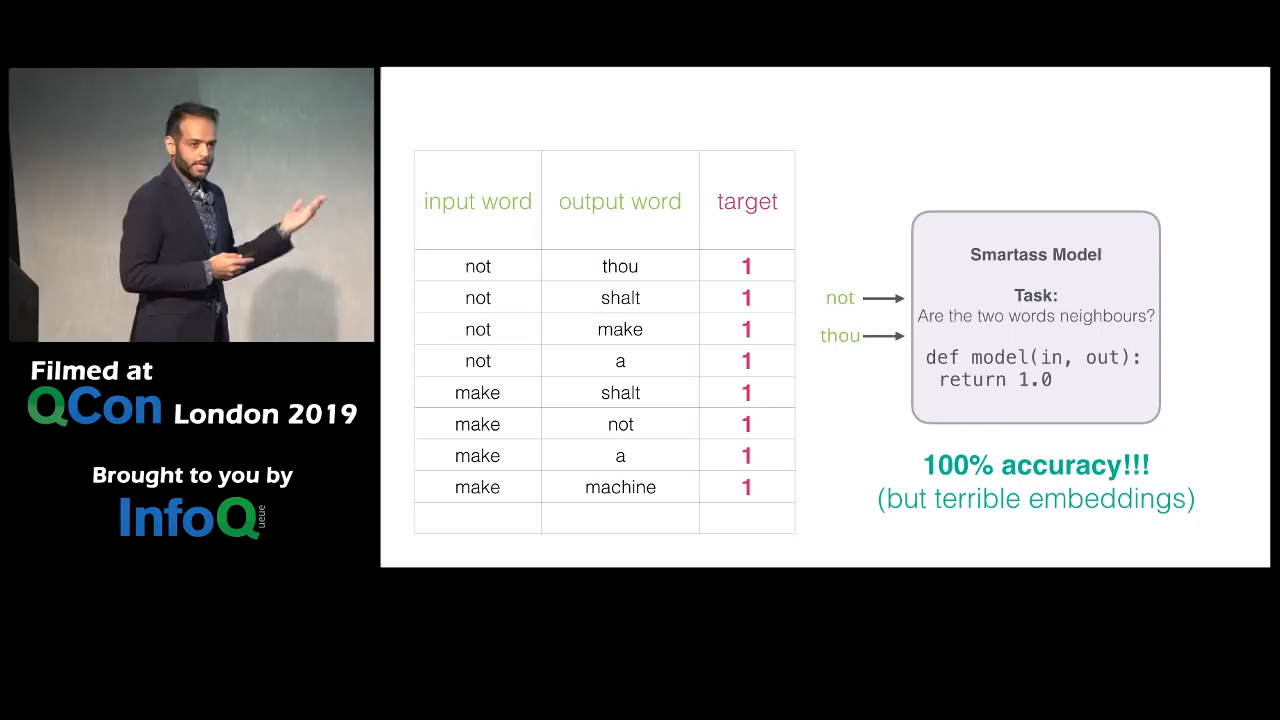 Filmed at
QCon London 2019
Brought to you by
InfoQ
ueue
input word output word target
not thou 1
not shalt 1
not make 1
not a 1
make shalt 1
make not 1
make a 1
make machine 1
not
thou
Smartass Model
Task:
Are the two words neighbours?
def model(in, out):
return 1.0
100% accuracy!!!
(but terrible embeddings)